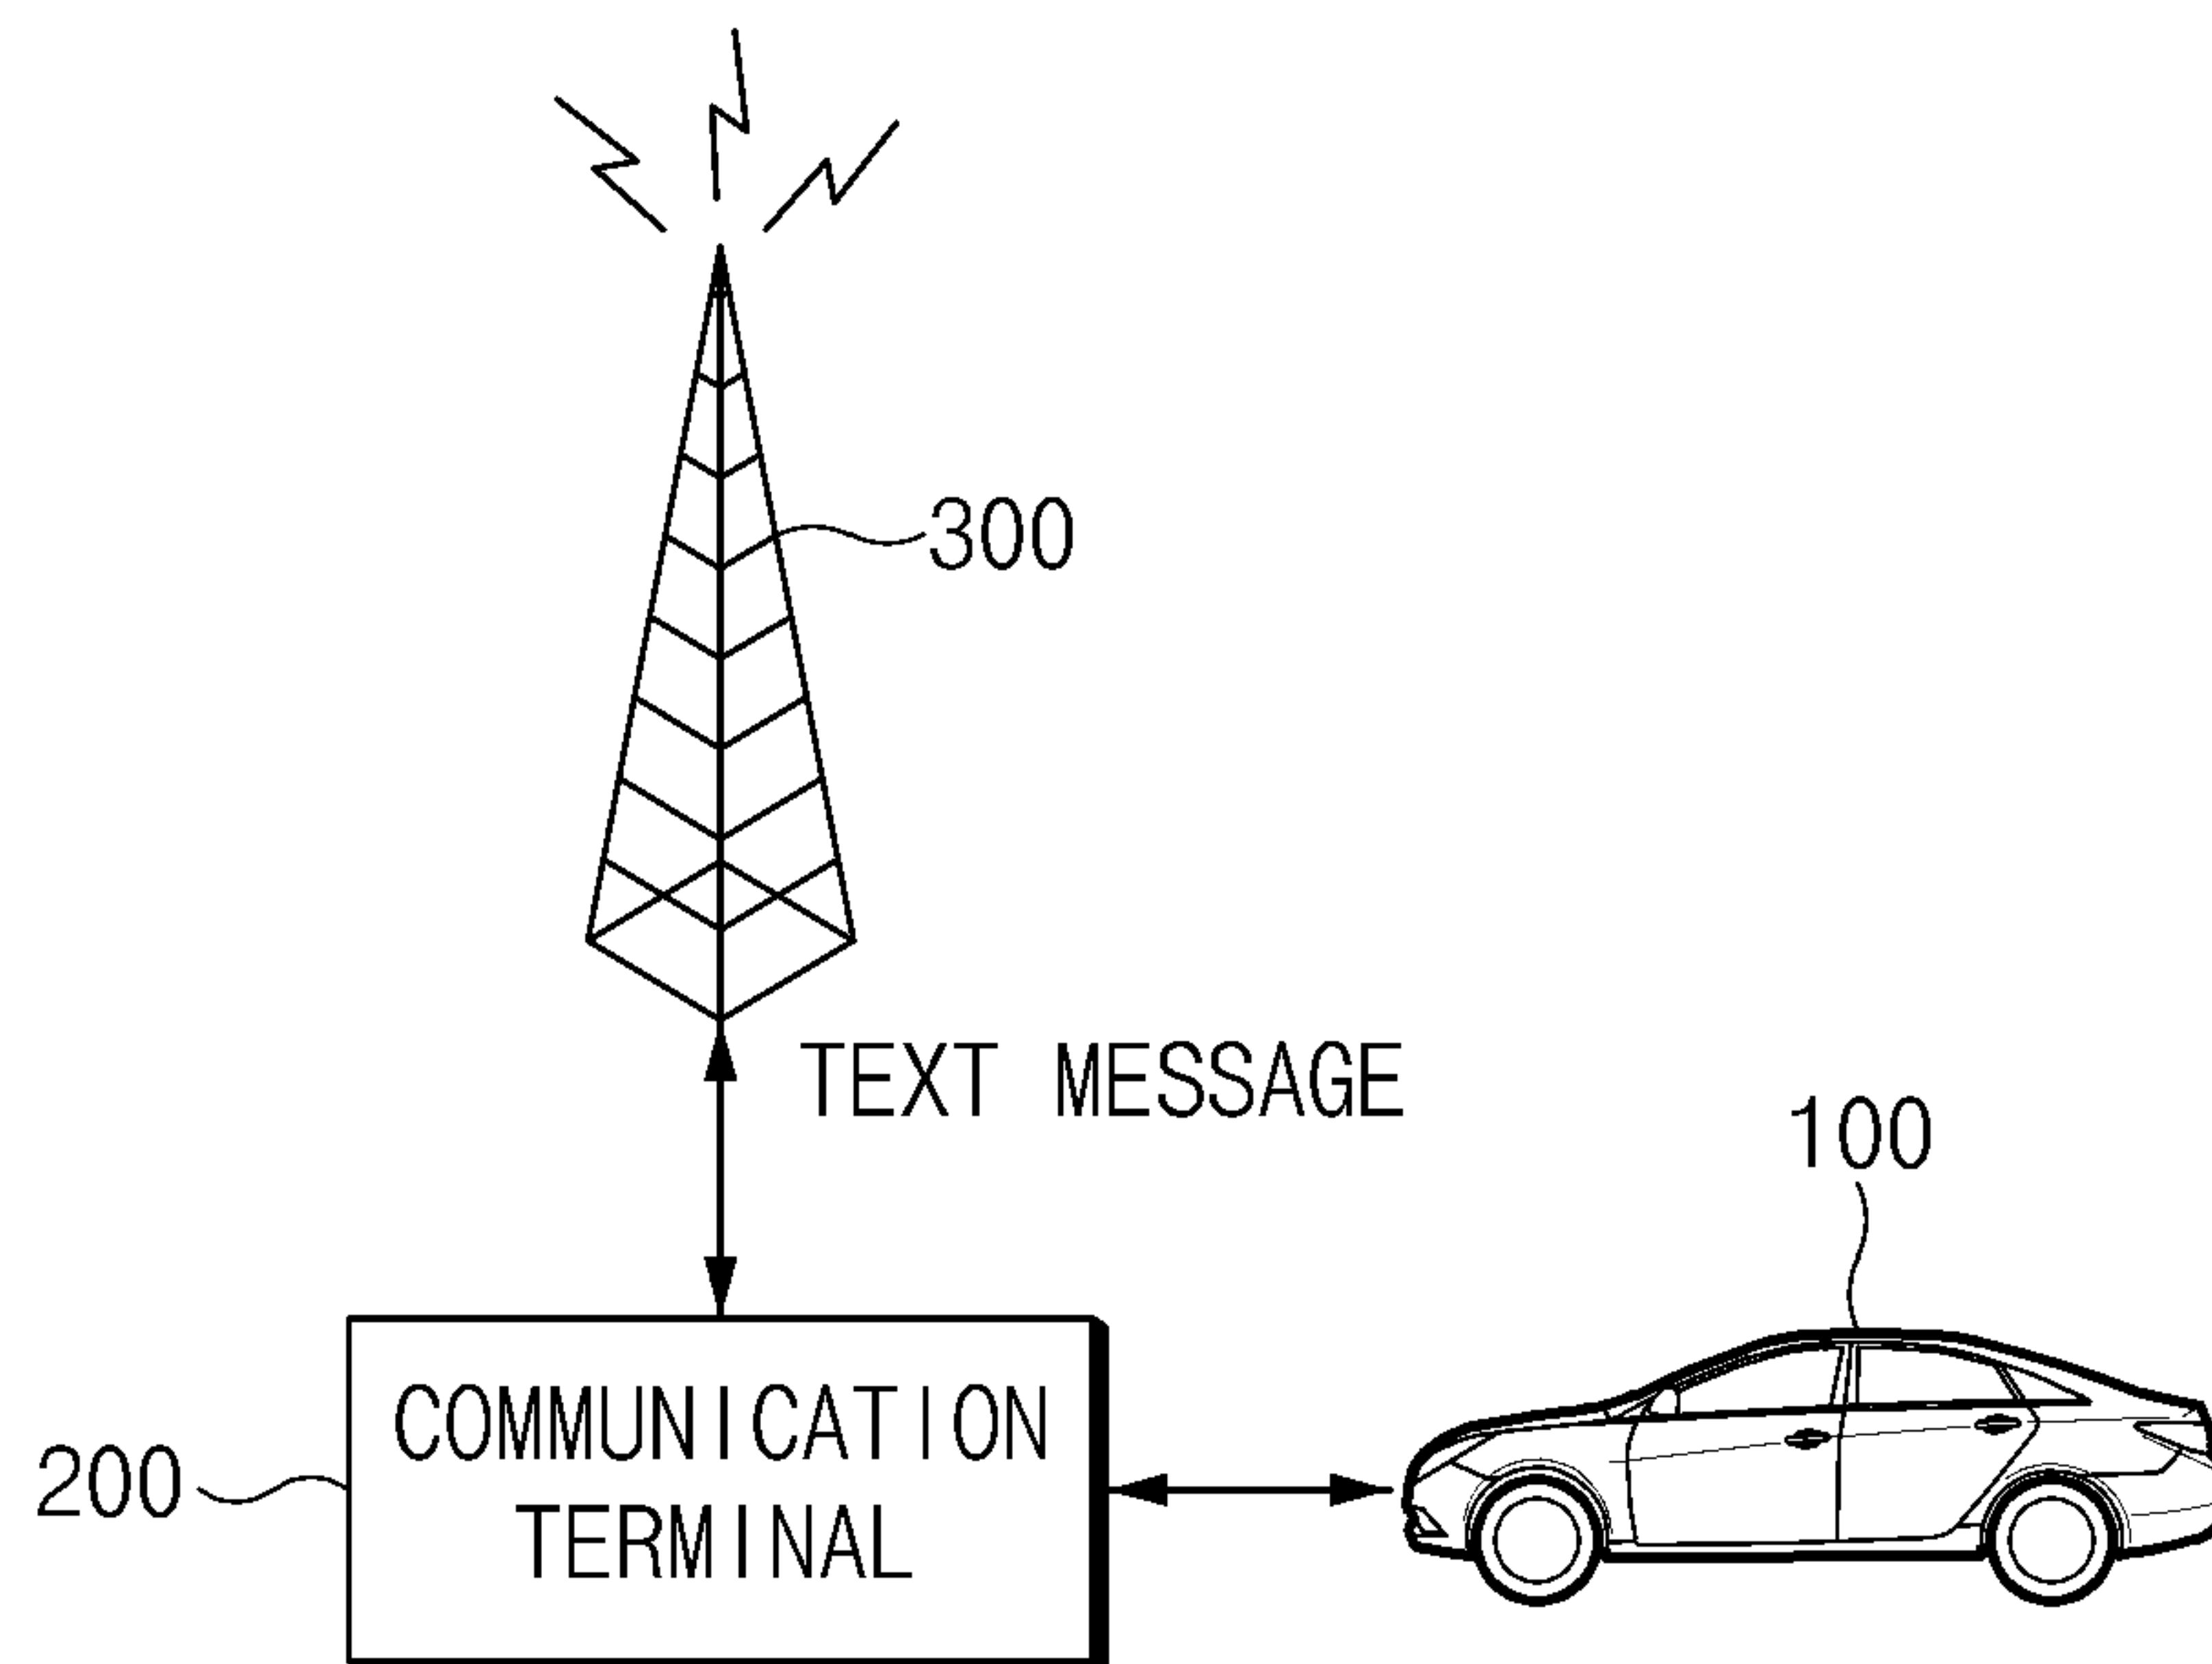 300
TEXT MESSAGE
100
COMMUNICATION
TERMINAL
200